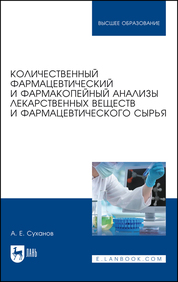 ВЫСШЕЕ ОБРАЗОВАНИЕ
КОЛИЧЕСТВЕННЫЙ
ФАРМАЦЕВТИЧЕСКИЙ
И ФАРМАКОПЕЙНЫЙ АНАЛИЗЫ
ЛЕКАРСТВЕННЫХ ВЕЩЕСТВ
И ФАРМАЦЕВТИЧЕСКОГО СЫРЬЯ
А. Е. Суханов
ЛАНЬ
E.LANBOOK.COM